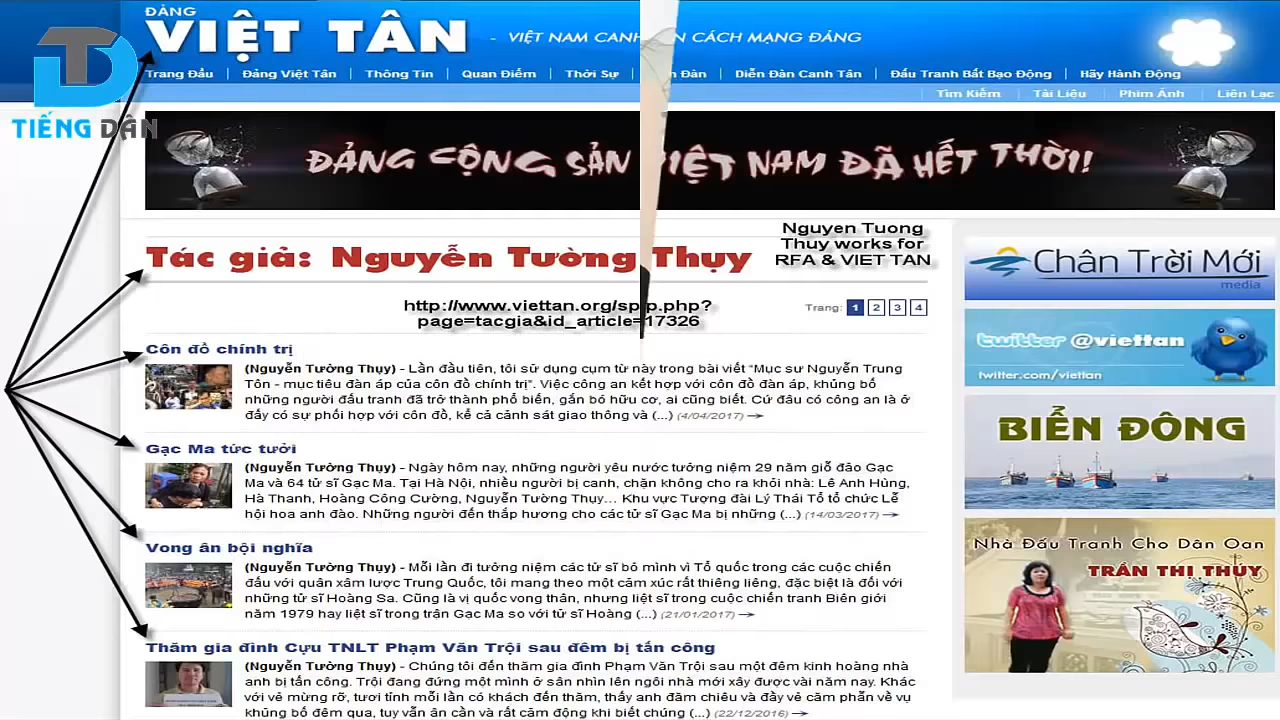 ĐẢNG
VIỆT TÂN
- VIỆT NAM CANH N CÁCH MẠNG ĐẢNG
Trang Đầu | Đảng Việt Tân | Thông Tin | Quan Điểm | Thời Sự | n Đàn | Diễn Đàn Canh Tân | Đấu Tranh Bất Bạo Động | Hãy Hành Động
Tìm Kiếm | Tài Liệu | Phim Ảnh | Liên Lạc
TD
TIẾNG DÂN
ĐẢNG CỘNG SẢN VIỆT NAM ĐÃ HẾT THỜI!
Tác giả: Nguyễn Tường Thụy
Nguyen Tuong
Thuy works for
RFA & VIET TAN
http://www.viettan.org/spip.php?
page=tacgia&id_article=17326
Trang: 1 2 3 4
Côn đồ chính trị
(Nguyễn Tường Thụy) - Lần đầu tiên, tôi sử dụng cụm từ này trong bài viết “Mục sư Nguyễn Trung
Tôn - mục tiêu đàn áp của côn đồ chính trị”. Việc công an kết hợp với côn đồ đàn áp, khủng bố
những người đấu tranh đã trở thành phổ biến, gắn bó hữu cơ, ai cũng biết. Cứ đâu có công an là ở
đấy có sự phối hợp với côn đồ, kể cả cảnh sát giao thông và (...) (4/04/2017)
Gạc Ma tức tưởi
(Nguyễn Tường Thụy) - Ngày hôm nay, những người yêu nước tưởng niệm 29 năm giỗ đảo Gạc
Ma và 64 tử sĩ Gạc Ma. Tại Hà Nội, nhiều người bị canh, chặn không cho ra khỏi nhà: Lê Anh Hùng,
Hà Thanh, Hoàng Công Cường, Nguyễn Tường Thụy... Khu vực Tượng đài Lý Thái Tổ tổ chức Lễ
hội hoa anh đào. Những người đến thắp hương cho các tử sĩ Gạc Ma bị những (...) (14/03/2017)
Vong ân bội nghĩa
(Nguyễn Tường Thụy) - Mỗi lần đi tưởng niệm các tử sĩ bỏ mình vì Tổ quốc trong các cuộc chiến
đấu với quân xâm lược Trung Quốc, tôi mang theo một cảm xúc rất thiêng liêng, đặc biệt là đối với
những tử sĩ Hoàng Sa. Cũng là vị quốc vong thân, nhưng liệt sĩ trong cuộc chiến tranh Biên giới
năm 1979 hay liệt sĩ trong trận Gạc Ma so với tử sĩ Hoàng (...) (21/01/2017)
Thăm gia đình Cựu TNLT Phạm Văn Trội sau đêm bị tấn công
(Nguyễn Tường Thụy) - Chúng tôi đến thăm gia đình Phạm Văn Trội sau một đêm kinh hoàng nhà
anh bị tấn công. Trội đang đứng một mình ở sân nhìn lên ngôi nhà mới xây được vài năm nay. Khác
với vẻ mừng rỡ, tươi tỉnh mỗi lần có khách đến thăm, tháy anh đăm chiêu và đầy vẻ căm phẫn về vụ
khủng bố đêm qua, tuy vẫn ân cần và rất cảm động khi biết chúng (...) (22/12/2016)
Chân Trời Mới
media
twitter @viettan
twitter.com/viettan
BIỂN ĐÔNG
Nhà Đấu Tranh Cho Dân Oan
TRẦN THỊ THÚY